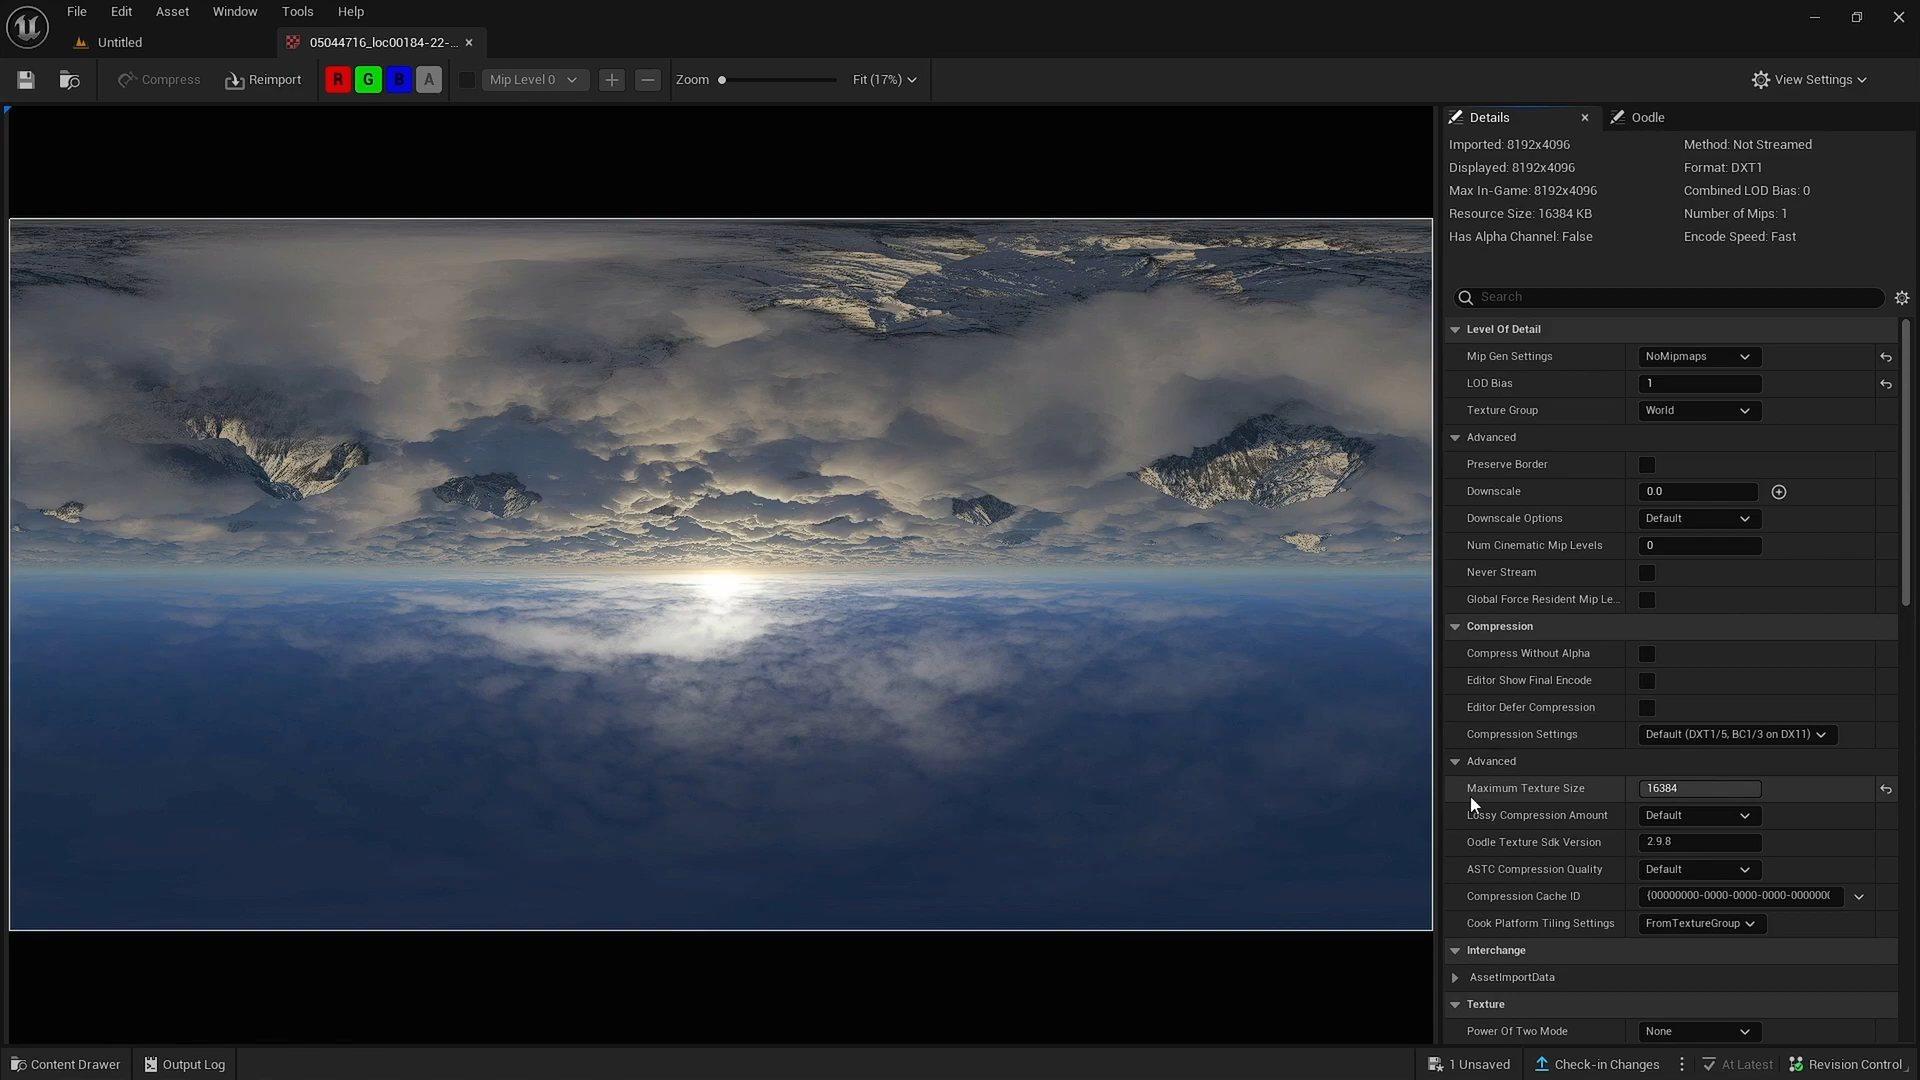 File Edit Asset Window Tools Help
Untitled
05044716_loc00184-22-...
Compress Reimport R G B A Mip Level 0 Zoom Fit (17%) View Settings
Details Oodle
Imported: 8192x4096 Method: Not Streamed
Displayed: 8192x4096 Format: DXT1
Max In-Game: 8192x4096 Combined LOD Bias: 0
Resource Size: 16384 KB Number of Mips: 1
Has Alpha Channel: False Encode Speed: Fast
Search
Level Of Detail
Mip Gen Settings NoMipmaps
LOD Bias 1
Texture Group World
Advanced
Preserve Border
Downscale 0.0
Downscale Options Default
Num Cinematic Mip Levels 0
Never Stream
Global Force Resident Mip Le...
Compression
Compress Without Alpha
Editor Show Final Encode
Editor Defer Compression
Compression Settings Default (DXT1/5, BC1/3 on DX11)
Advanced
Maximum Texture Size 16384
Lossy Compression Amount Default
Oodle Texture Sdk Version 2.9.8
ASTC Compression Quality Default
Compression Cache ID {00000000-0000-0000-0000-000000(
Cook Platform Tiling Settings FromTextureGroup
Interchange
AssetImportData
Texture
Power Of Two Mode None
Content Drawer Output Log 1 Unsaved Check-in Changes At Latest Revision Control